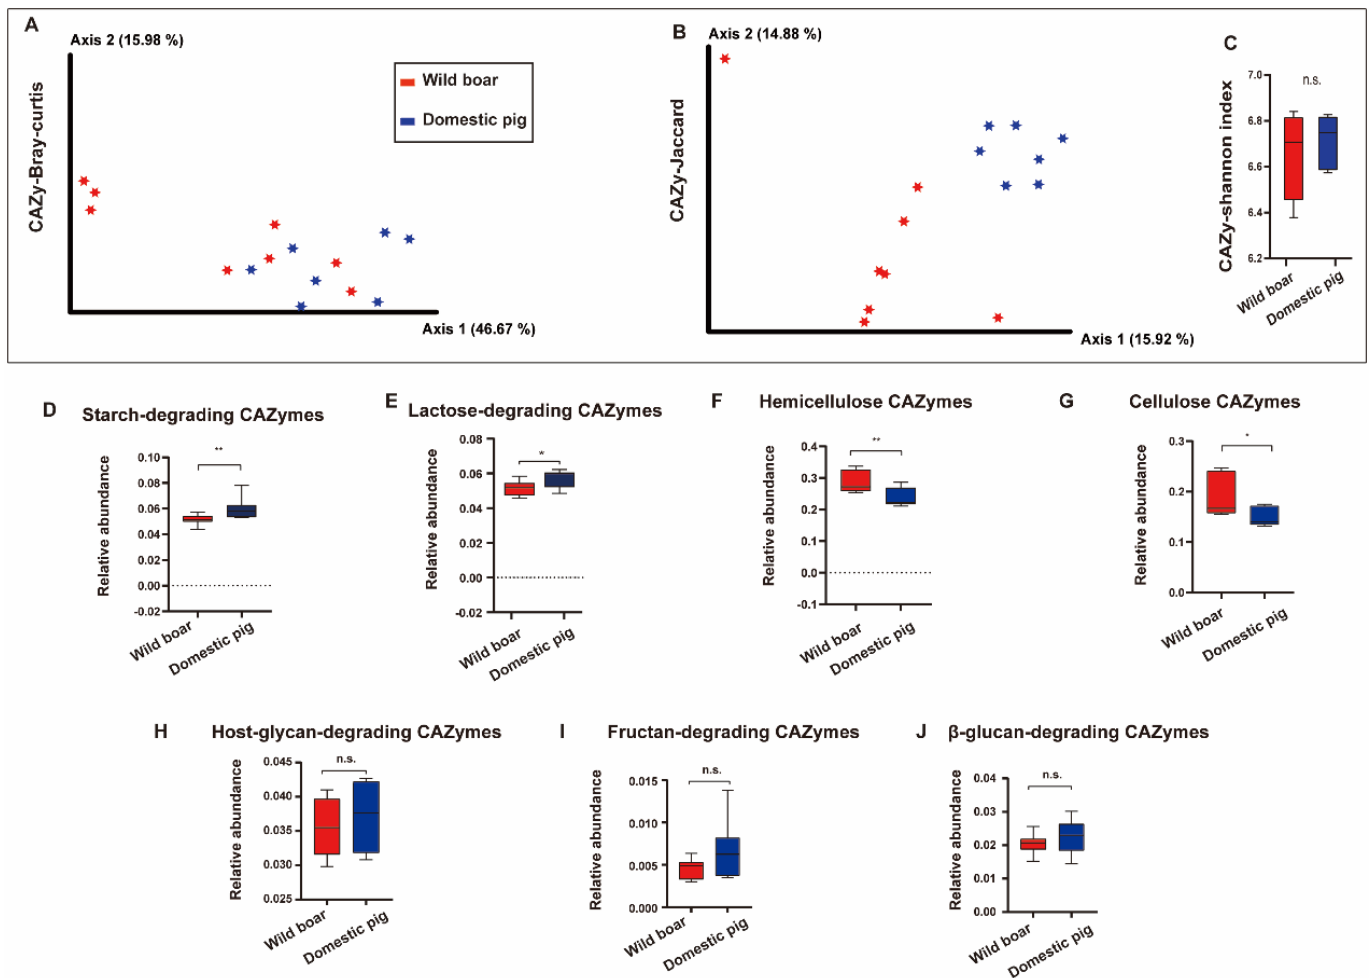 A
Axis 2 (15.98 %)
CAZy-Bray-curtis
Wild boar
Domestic pig
Axis 1 (46.67 %)
B
Axis 2 (14.88 %)
CAZy-Jaccard
Axis 1 (15.92 %)
C
CAZy-shannon index
7.0
6.8
6.6
6.4
6.2
n.s.
Wild boar
Domestic pig
D
Starch-degrading CAZymes
Relative abundance
0.10
0.08
0.06
0.04
0.02
0.00
-0.02
**
Wild boar
Domestic pig
E
Lactose-degrading CAZymes
Relative abundance
0.08
0.06
0.04
0.02
0.00
-0.02
*
Wild boar
Domestic pig
F
Hemicellulose CAZymes
Relative abundance
0.4
0.3
0.2
0.1
0.0
-0.1
**
Wild boar
Domestic pig
G
Cellulose CAZymes
Relative abundance
0.3
0.2
0.1
0.0
*
Wild boar
Domestic pig
H
Host-glycan-degrading CAZymes
Relative abundance
0.045
0.040
0.035
0.030
0.025
n.s.
Wild boar
Domestic pig
I
Fructan-degrading CAZymes
Relative abundance
0.015
0.010
0.005
0.000
n.s.
Wild boar
Domestic pig
J
β-glucan-degrading CAZymes
Relative abundance
0.04
0.03
0.02
0.01
0.00
n.s.
Wild boar
Domestic pig